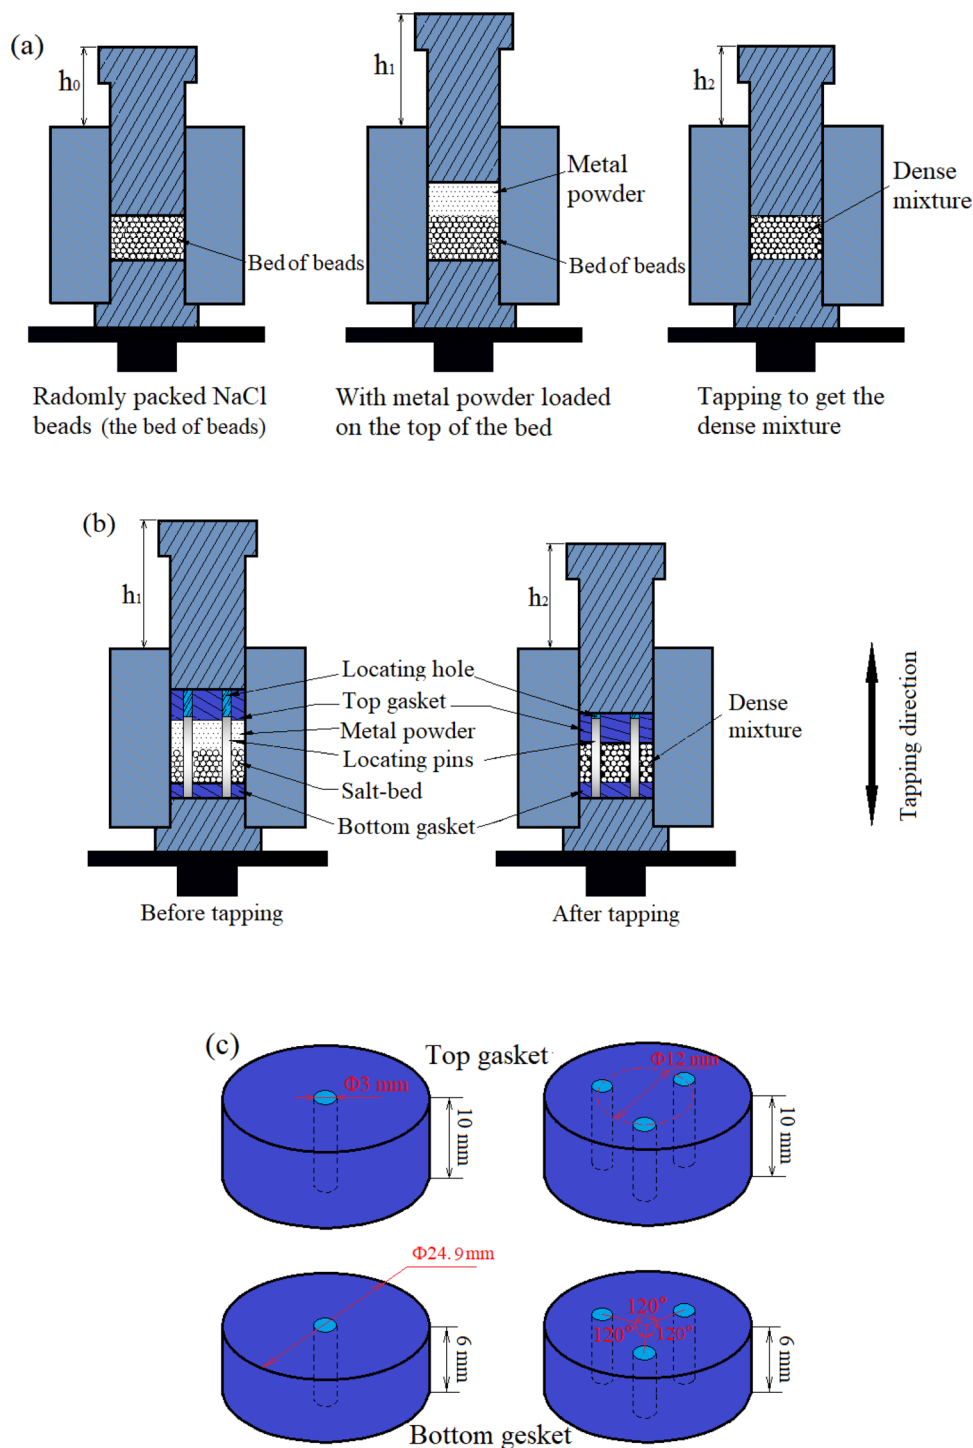 (a)
h0
h1
h2
Metal
powder
Dense
mixture
Bed of beads
Bed of beads
Radomly packed NaCl
beads (the bed of beads)
With metal powder loaded
on the top of the bed
Tapping to get the
dense mixture
(b)
h1
h2
Locating hole
Top gasket
Metal powder
Locating pins
Salt-bed
Bottom gasket
Dense
mixture
Tapping direction
Before tapping
After tapping
(c)
Top gasket
Φ3 mm
Φ12 mm
10 mm
10 mm
Φ24.9mm
120°
120°
120°
6 mm
6 mm
Bottom gesket